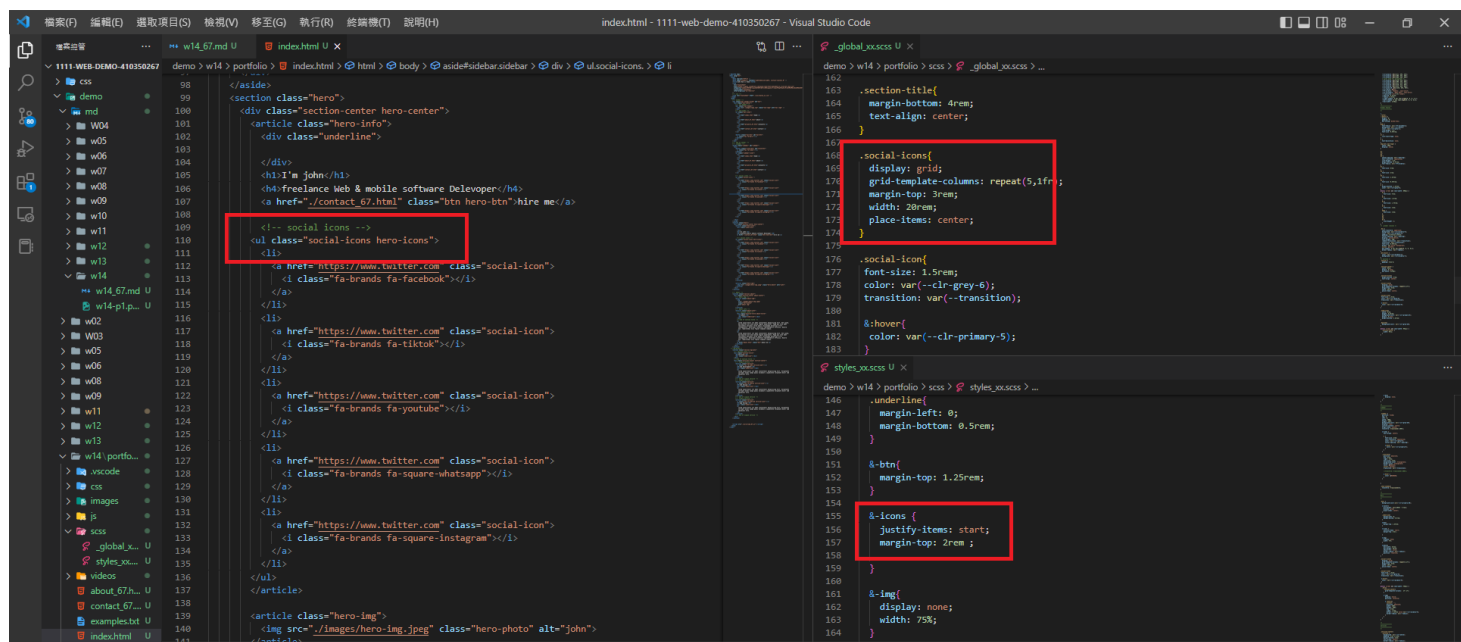 檔案(F) 編輯(E) 選取項目(S) 檢視(V) 移至(G) 執行(R) 終端機(T) 說明(H)
index.html - 1111-web-demo-410350267 - Visual Studio Code
檔案總管 ···
1111-WEB-DEMO-410350267
css
demo
md
W04
w05
w06
w07
w08
w09
w10
w11
w12
w13
w14
w14_67.md U
w14-p1.p... U
w02
W03
w05
w06
w08
w09
w11
w12
w13
w14 \ portfo...
.vscode
css
images
js
scss
_global_x... U
styles_xx.... U
videos
about_67.h... U
contact_67.... U
examples.txt U
index.html U
w14_67.md U index.html U ×
demo > w14 > portfolio > index.html > html > body > aside#sidebar.sidebar > div > ul.social-icons. > li
98 </aside>
99 <section class="hero">
100 <div class="section-center hero-center">
101 <article class="hero-info">
102 <div class="underline">
103
104 </div>
105 <h1>I'm john</h1>
106 <h4>freelance Web & mobile software Delevoper</h4>
107 <a href="./contact_67.html" class="btn hero-btn">hire me</a>
108
109 <!-- social icons -->
110 <ul class="social-icons hero-icons">
111 <li>
112 <a href="https://www.twitter.com" class="social-icon">
113 <i class="fa-brands fa-facebook"></i>
114 </a>
115 </li>
116 <li>
117 <a href="https://www.twitter.com" class="social-icon">
118 <i class="fa-brands fa-tiktok"></i>
119 </a>
120 </li>
121 <li>
122 <a href="https://www.twitter.com" class="social-icon">
123 <i class="fa-brands fa-youtube"></i>
124 </a>
125 </li>
126 <li>
127 <a href="https://www.twitter.com" class="social-icon">
128 <i class="fa-brands fa-square-whatsapp"></i>
129 </a>
130 </li>
131 <li>
132 <a href="https://www.twitter.com" class="social-icon">
133 <i class="fa-brands fa-square-instagram"></i>
134 </a>
135 </li>
136 </ul>
137 </article>
138
139 <article class="hero-img">
140 <img src="./images/hero-img.jpeg" class="hero-photo" alt="john">
141 </article>
_global_xx.scss U ×
demo > w14 > portfolio > scss > _global_xx.scss > ...
162
163 .section-title{
164 margin-bottom: 4rem;
165 text-align: center;
166 }
167
168 .social-icons{
169 display: grid;
170 grid-template-columns: repeat(5,1fr);
171 margin-top: 3rem;
172 width: 20rem;
173 place-items: center;
174 }
175
176 .social-icon{
177 font-size: 1.5rem;
178 color: var(--clr-grey-6);
179 transition: var(--transition);
180
181 &:hover{
182 color: var(--clr-primary-5);
183 }
styles_xx.scss U ×
demo > w14 > portfolio > scss > styles_xx.scss > ...
146 .underline{
147 margin-left: 0;
148 margin-bottom: 0.5rem;
149 }
150
151 &-btn{
152 margin-top: 1.25rem;
153 }
154
155 &-icons {
156 justify-items: start;
157 margin-top: 2rem ;
158
159 }
160
161 &-img{
162 display: none;
163 width: 75%;
164 }